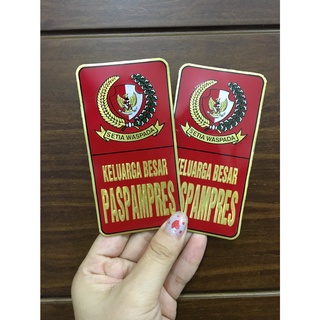 SETIA WASPADA
KELUARGA BESAR
PASPAMPRES
SETIA WASPADA
KELUARGA BESAR
SPAMPRES